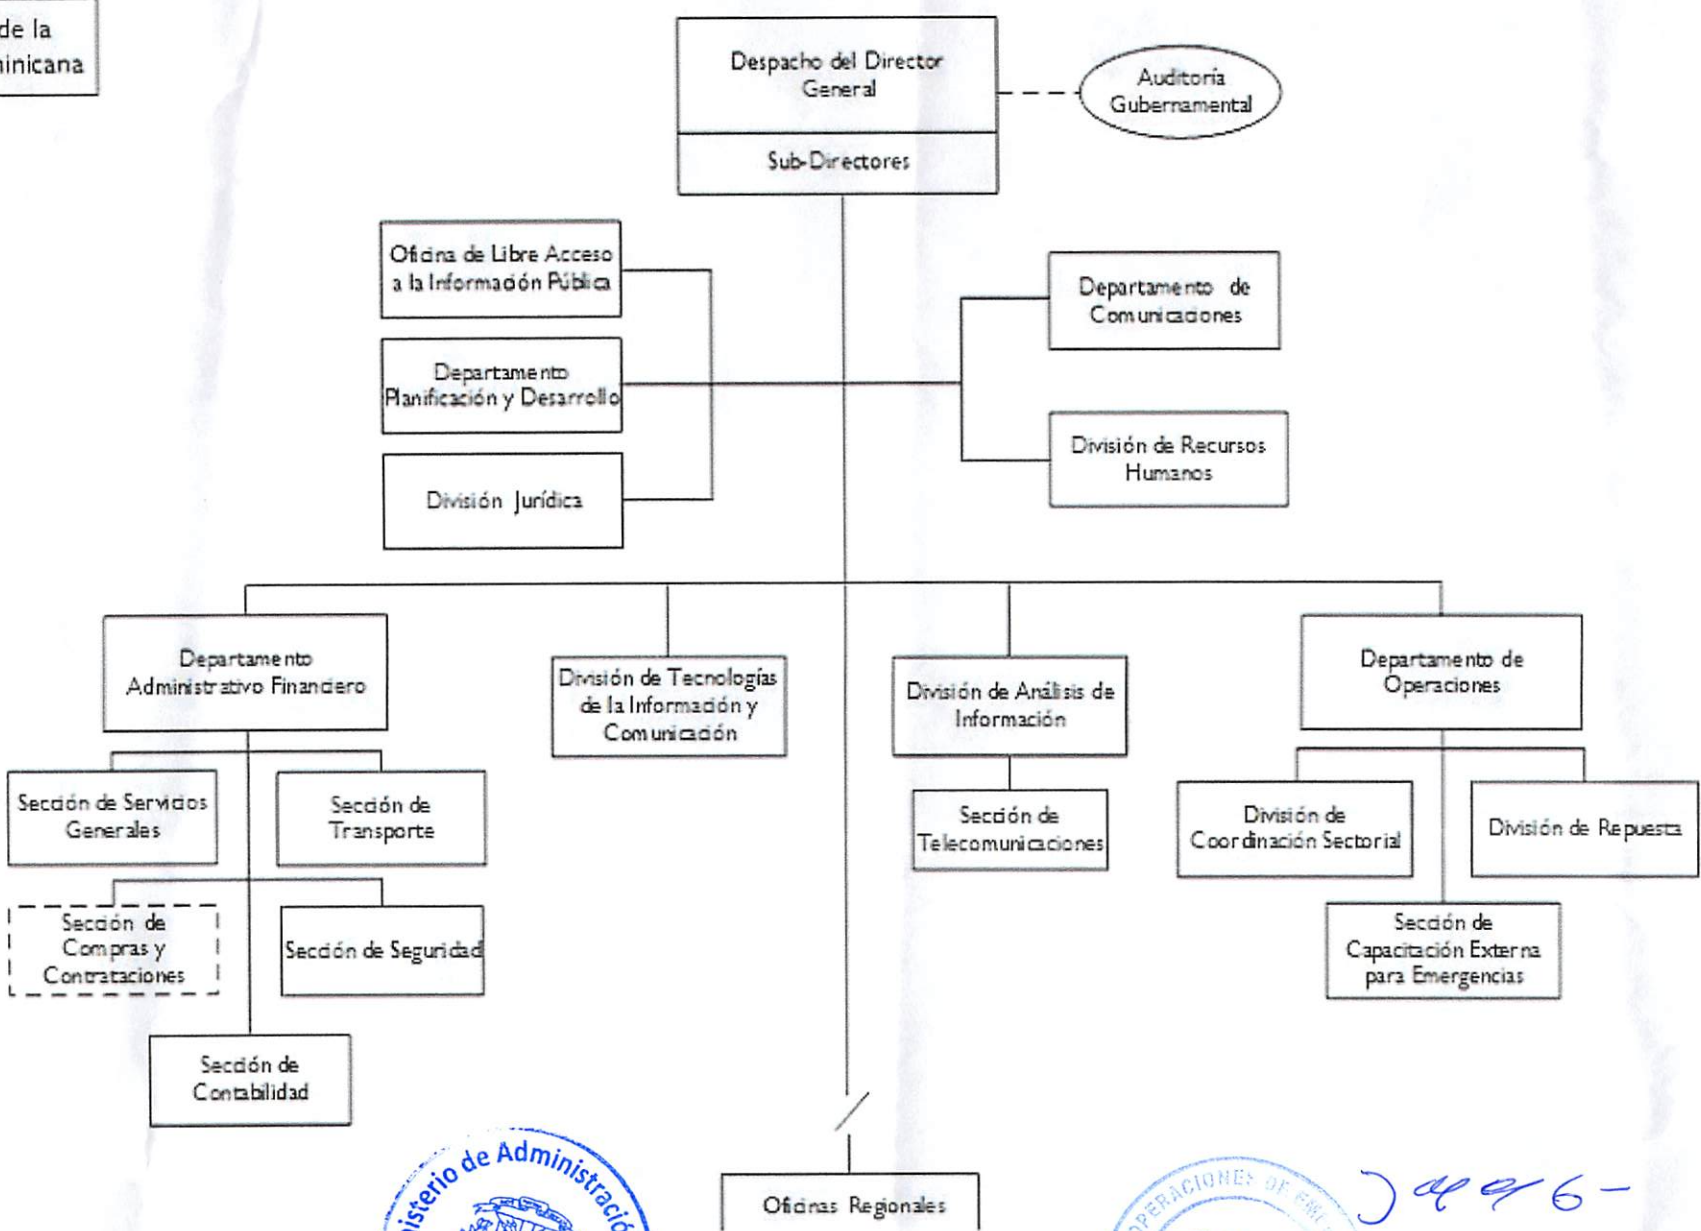 de la
inicana
Despacho del Director
General
Auditoría
Gubernamental
Sub-Directores
Oficina de Libre Acceso
a la Información Pública
Departamento de
Comunicaciones
Departamento
Planificación y Desarrollo
División de Recursos
Humanos
División Jurídica
Departamento
Administrativo Financiero
División de Tecnologías
de la Información y
Comunicación
División de Análisis de
Información
Departamento de
Operaciones
Sección de Servicios
Generales
Sección de
Transporte
Sección de
Telecomunicaciones
División de
Coordinación Sectorial
División de Repuesta
Sección de
Compras y
Contrataciones
Sección de Seguridad
Sección de
Capacitación Externa
para Emergencias
Sección de
Contabilidad
Oficinas Regionales
isterio de Administració
OPERACIONES DE